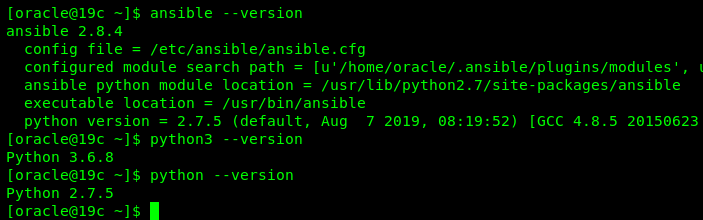 [oracle@19c ~]$ ansible --version
ansible 2.8.4
  config file = /etc/ansible/ansible.cfg
  configured module search path = [u'/home/oracle/.ansible/plugins/modules', u
  ansible python module location = /usr/lib/python2.7/site-packages/ansible
  executable location = /usr/bin/ansible
  python version = 2.7.5 (default, Aug  7 2019, 08:19:52) [GCC 4.8.5 20150623
[oracle@19c ~]$ python3 --version
Python 3.6.8
[oracle@19c ~]$ python --version
Python 2.7.5
[oracle@19c ~]$